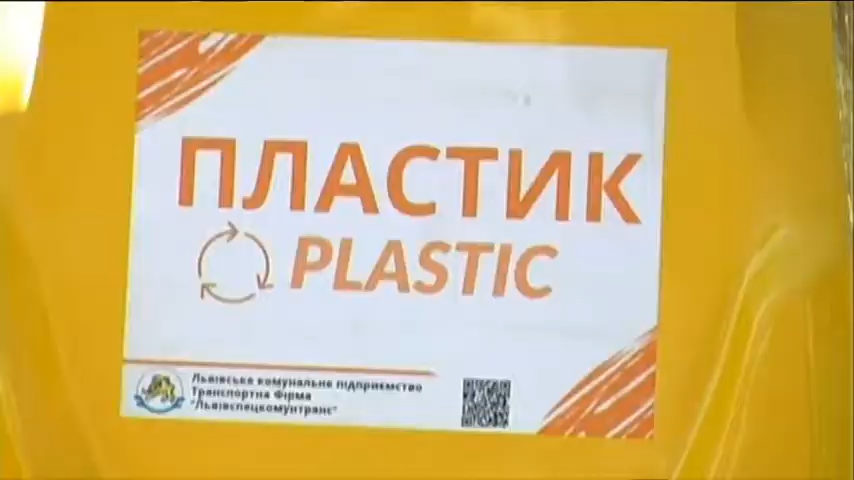 ПЛАСТИК
PLASTIC
Львівське комунальне підприємство
Транспортна Фірма
"Львівспецкомунтранс"